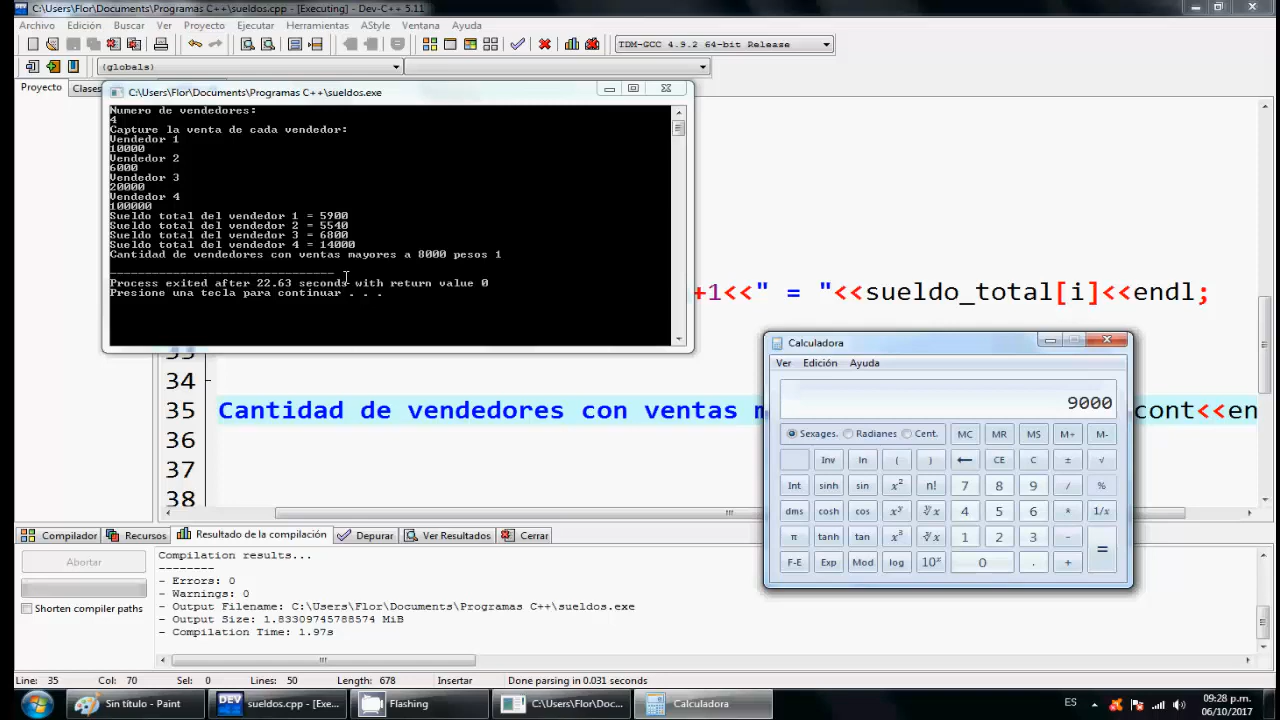 C:\Users\Flor\Documents\Programas C++\sueldos.cpp - [Executing] - Dev-C++ 5.11
Archivo Edición Buscar Ver Proyecto Ejecutar Herramientas AStyle Ventana Ayuda
TDM-GCC 4.9.2 64-bit Release
(globals)
Proyecto Clases
C:\Users\Flor\Documents\Programas C++\sueldos.exe
Numero de vendedores:
4
Capture la venta de cada vendedor:
Vendedor 1
10000
Vendedor 2
6000
Vendedor 3
20000
Vendedor 4
100000
Sueldo total del vendedor 1 = 5900
Sueldo total del vendedor 2 = 5540
Sueldo total del vendedor 3 = 6800
Sueldo total del vendedor 4 = 14000
Cantidad de vendedores con ventas mayores a 8000 pesos 1
--------------------------------
Process exited after 22.63 seconds with return value 0
Presione una tecla para continuar . . .
+1<<" = "<<sueldo_total[i]<<endl;
33
34
35 Cantidad de vendedores con ventas m cont<<en
36
37
38
Calculadora
Ver Edición Ayuda
9000
Sexages. Radianes Cent. MC MR MS M+ M-
Inv ln ( ) ← CE C ± √
Int sinh sin x² n! 7 8 9 / %
dms cosh cos xʸ ʸ√x 4 5 6 * 1/x
π tanh tan x³ ³√x 1 2 3 - =
F-E Exp Mod log 10ˣ 0 . +
Compilador Recursos Resultado de la compilación Depurar Ver Resultados Cerrar
Abortar
Shorten compiler paths
Compilation results...
--------
- Errors: 0
- Warnings: 0
- Output Filename: C:\Users\Flor\Documents\Programas C++\sueldos.exe
- Output Size: 1.83309745788574 MiB
- Compilation Time: 1.97s
Line: 35 Col: 70 Sel: 0 Lines: 50 Length: 678 Insertar Done parsing in 0.031 seconds
Sin título - Paint
DEV sueldos.cpp - [Exe...
Flashing
C:\Users\Flor\Doc...
Calculadora
ES
09:28 p.m.
06/10/2017